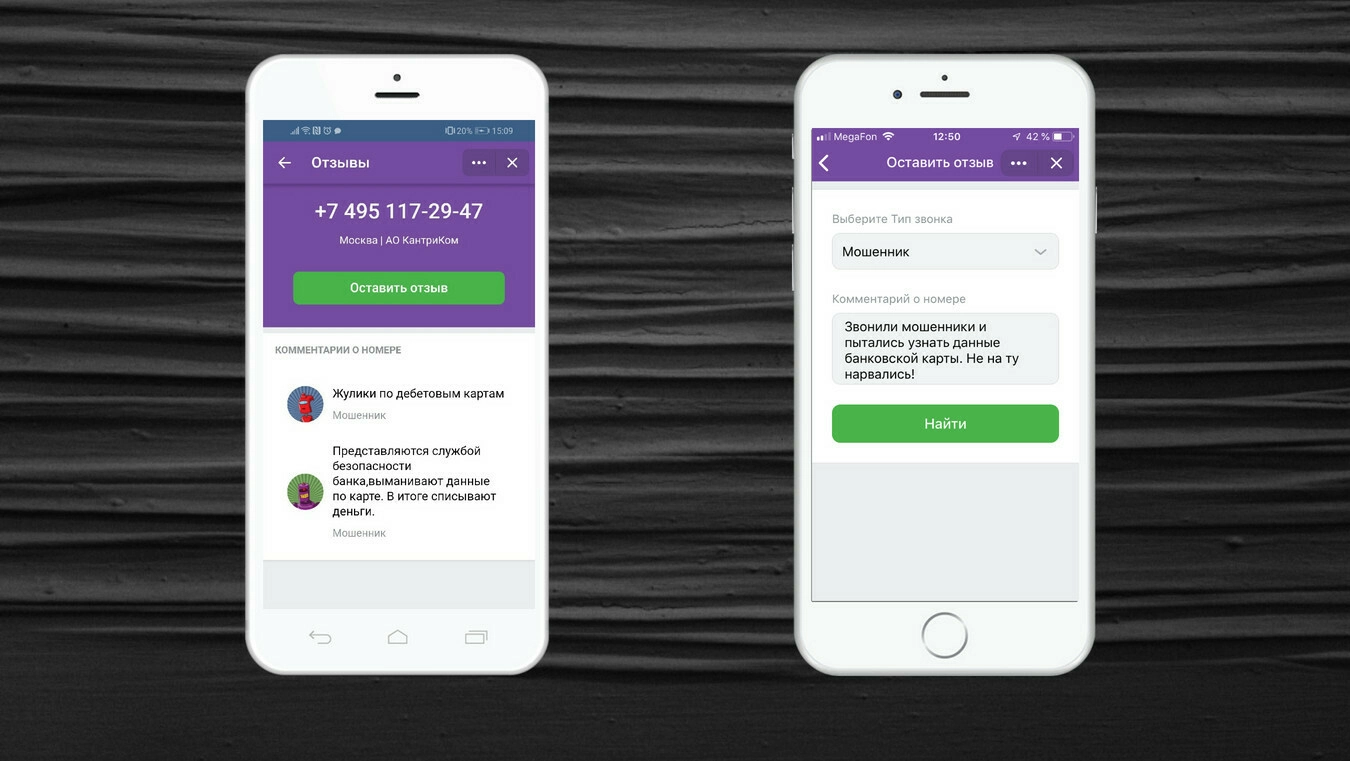 20% 15:09
Отзывы
+7 495 117-29-47
Москва | АО КантриКом
Оставить отзыв
КОММЕНТАРИИ О НОМЕРЕ
Жулики по дебетовым картам
Мошенник
Представляются службой
безопасности
банка,выманивают данные
по карте. В итоге списывают
деньги.
Мошенник
MegaFon 12:50 42 %
Оставить отзыв
Выберите Тип звонка
Мошенник
Комментарий о номере
Звонили мошенники и
пытались узнать данные
банковской карты. Не на ту
нарвались!
Найти